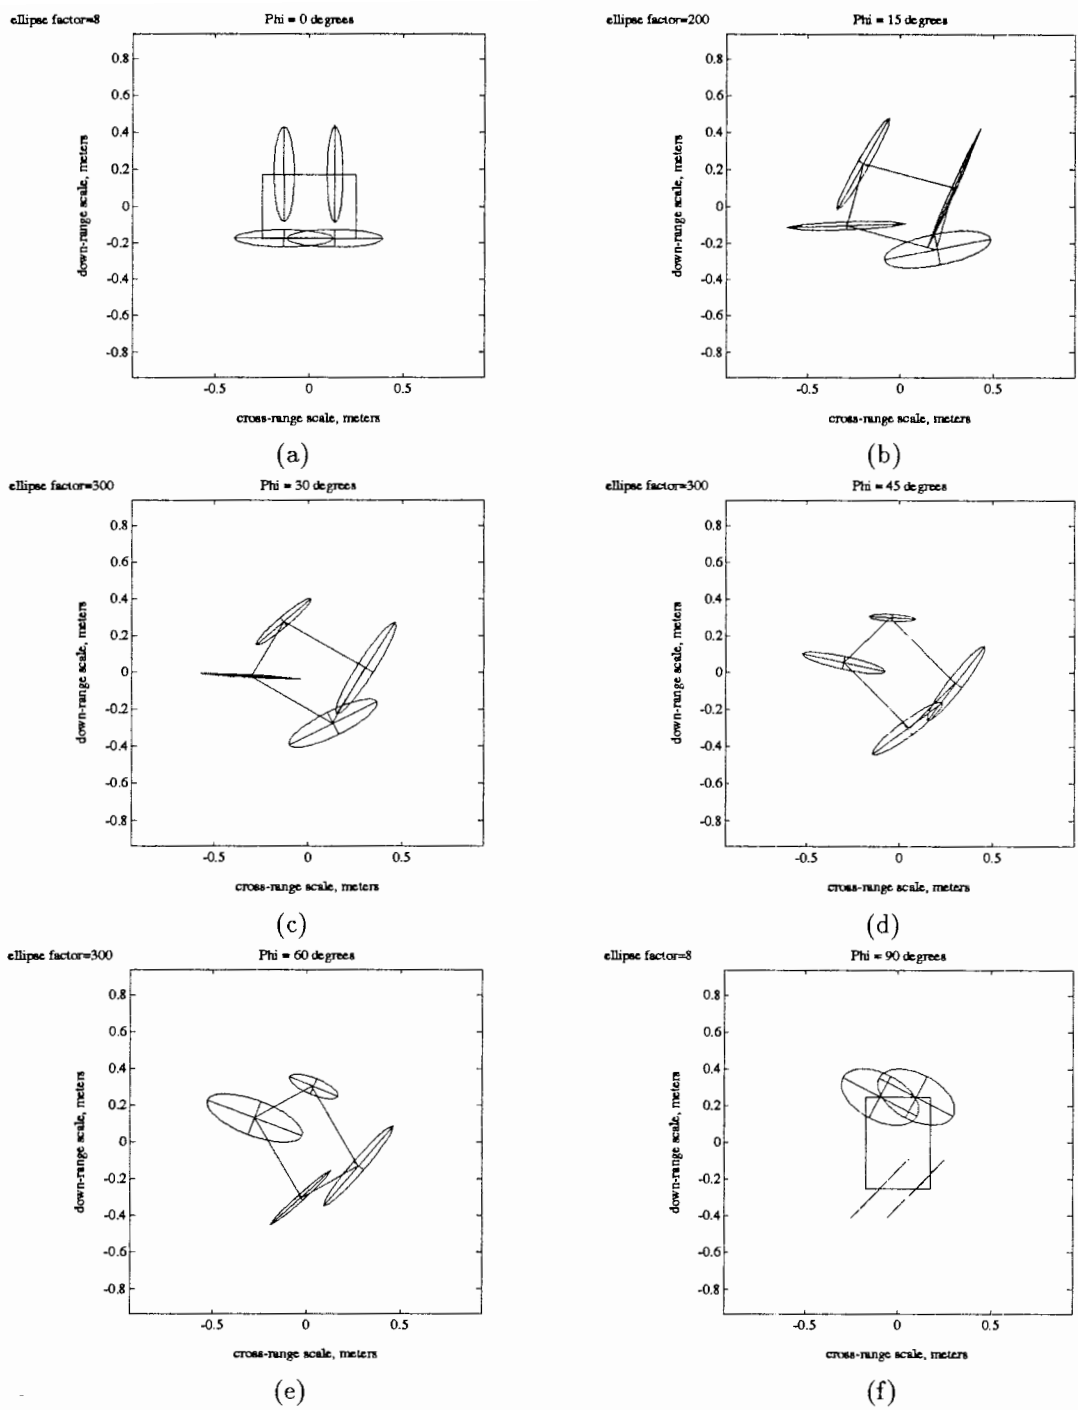 ellipse factor=8 Phi = 0 degrees
0.8
0.6
0.4
0.2
0
-0.2
-0.4
-0.6
-0.8
down-range scale, meters
-0.5 0 0.5
cross-range scale, meters
(a)
ellipse factor=200 Phi = 15 degrees
0.8
0.6
0.4
0.2
0
-0.2
-0.4
-0.6
-0.8
down-range scale, meters
-0.5 0 0.5
cross-range scale, meters
(b)
ellipse factor=300 Phi = 30 degrees
0.8
0.6
0.4
0.2
0
-0.2
-0.4
-0.6
-0.8
down-range scale, meters
-0.5 0 0.5
cross-range scale, meters
(c)
ellipse factor=300 Phi = 45 degrees
0.8
0.6
0.4
0.2
0
-0.2
-0.4
-0.6
-0.8
down-range scale, meters
-0.5 0 0.5
cross-range scale, meters
(d)
ellipse factor=300 Phi = 60 degrees
0.8
0.6
0.4
0.2
0
-0.2
-0.4
-0.6
-0.8
down-range scale, meters
-0.5 0 0.5
cross-range scale, meters
(e)
ellipse factor=8 Phi = 90 degrees
0.8
0.6
0.4
0.2
0
-0.2
-0.4
-0.6
-0.8
down-range scale, meters
-0.5 0 0.5
cross-range scale, meters
(f)